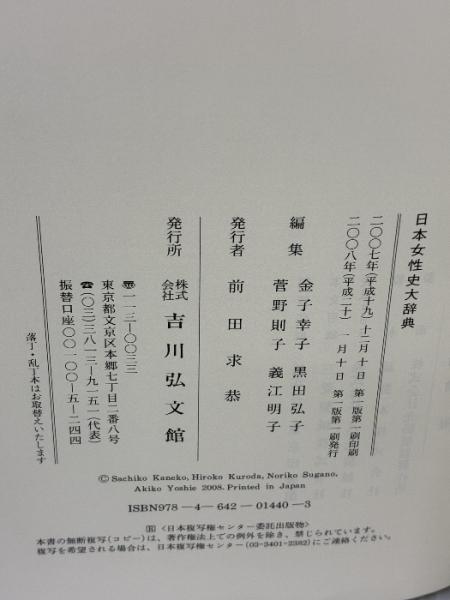 日本女性史大辞典
二〇〇七年(平成十九)十二月十日 第一版第一刷印刷
二〇〇八年(平成二十)一月十日 第一版第一刷発行
編集
金子幸子 黒田弘子
菅野則子 義江明子
発行者 前田求恭
発行所 株式会社 吉川弘文館
〠一一三―〇〇三三
東京都文京区本郷七丁目二番八号
☎(〇三)三八一三―九一五一(代表)
振替口座〇〇一〇〇―五―二四四
落丁・乱丁本はお取替えいたします
© Sachiko Kaneko, Hiroko Kuroda, Noriko Sugano,
Akiko Yoshie 2008. Printed in Japan
ISBN978―4―642―01440―3
R〈日本複写権センター委託出版物〉
本書の無断複写(コピー)は、著作権法上での例外を除き、禁じられています。
複写を希望される場合は、日本複写権センター(03-3401-2382)にご連絡ください。